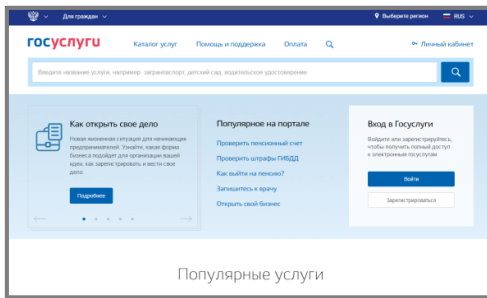 Для граждан
Выберите регион
RUS
госуслуги
Каталог услуг
Помощь и поддержка
Оплата
Личный кабинет
Введите название услуги, например: загранпаспорт, детский сад, водительское удостоверение
Как открыть свое дело
Новая жизненная ситуация для начинающих
предпринимателей. Узнайте, какая форма
бизнеса подойдет для организации вашей
идеи, как зарегистрировать и вести свое
дело.
Подробнее
Популярное на портале
Проверить пенсионный счет
Проверить штрафы ГИБДД
Как выйти на пенсию?
Запишитесь к врачу
Открыть свой бизнес
Вход в Госуслуги
Войдите или зарегистрируйтесь,
чтобы получить полный доступ
к электронным госуслугам
Войти
Зарегистрироваться
Популярные услуги